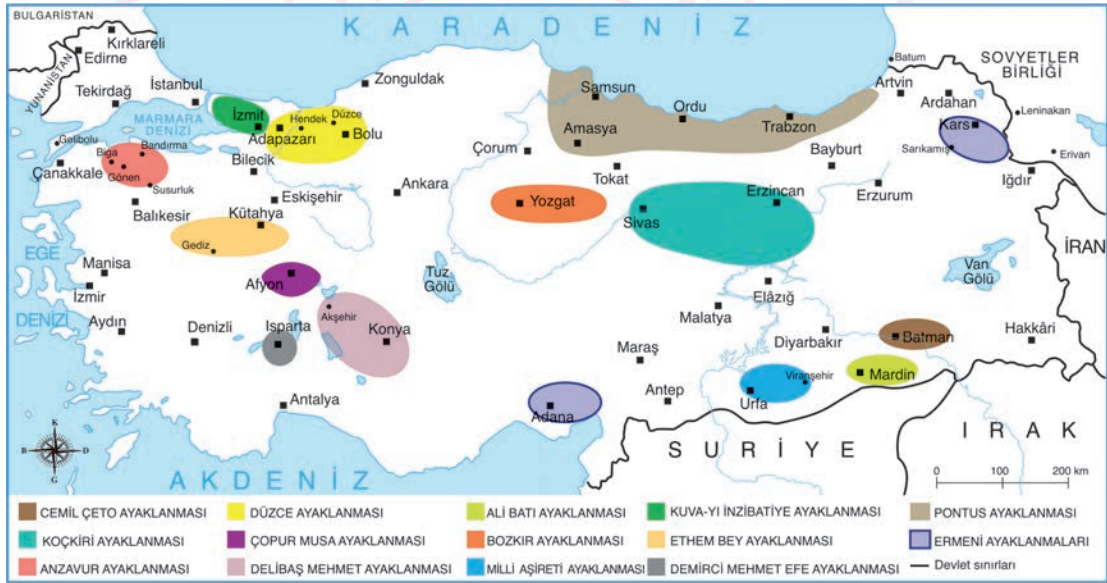 BULGARİSTAN
KARADENİZ
Kırklareli
Edirne
YUNANİSTAN
Tekirdağ
İstanbul
Zonguldak
Batum
SOVYETLER
BİRLİĞİ
Samsun
Artvin
Ardahan
Leninakan
MARMARA
DENİZİ
İzmit
Hendek
Düzce
Adapazarı
Bolu
Ordu
Trabzon
Kars
Gelibolu
Bandırma
Biga
Gönen
Çanakkale
Susurluk
Bilecik
Amasya
Çorum
Tokat
Bayburt
Sarıkamış
Erivan
Iğdır
Balıkesir
Eskişehir
Ankara
Yozgat
Sivas
Erzincan
Erzurum
Kütahya
Gediz
EGE
DENİZİ
Manisa
İzmir
Afyon
Tuz
Gölü
Elâzığ
Van
Gölü
İRAN
Aydın
Denizli
Isparta
Akşehir
Konya
Malatya
Diyarbakır
Batman
Hakkâri
Maraş
Viranşehir
Mardin
Antalya
Adana
Antep
Urfa
K
B
D
G
AKDENİZ
SURİYE
IRAK
0 100 200 km
CEMİL ÇETO AYAKLANMASI
DÜZCE AYAKLANMASI
ALİ BATI AYAKLANMASI
KUVA-YI İNZİBATİYE AYAKLANMASI
PONTUS AYAKLANMASI
KOÇKİRİ AYAKLANMASI
ÇOPUR MUSA AYAKLANMASI
BOZKIR AYAKLANMASI
ETHEM BEY AYAKLANMASI
ERMENİ AYAKLANMALARI
ANZAVUR AYAKLANMASI
DELİBAŞ MEHMET AYAKLANMASI
MİLLİ AŞİRETİ AYAKLANMASI
DEMİRCİ MEHMET EFE AYAKLANMASI
Devlet sınırları